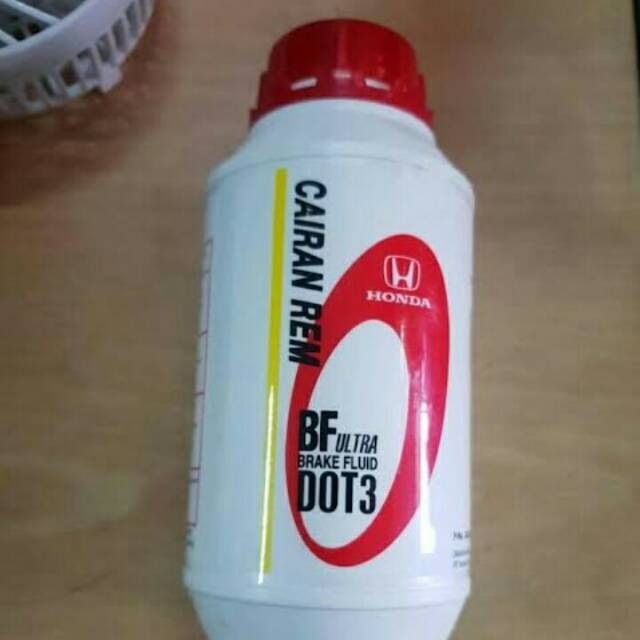 CAIRAN REM
HONDA
BF ULTRA
BRAKE FLUID
DOT3